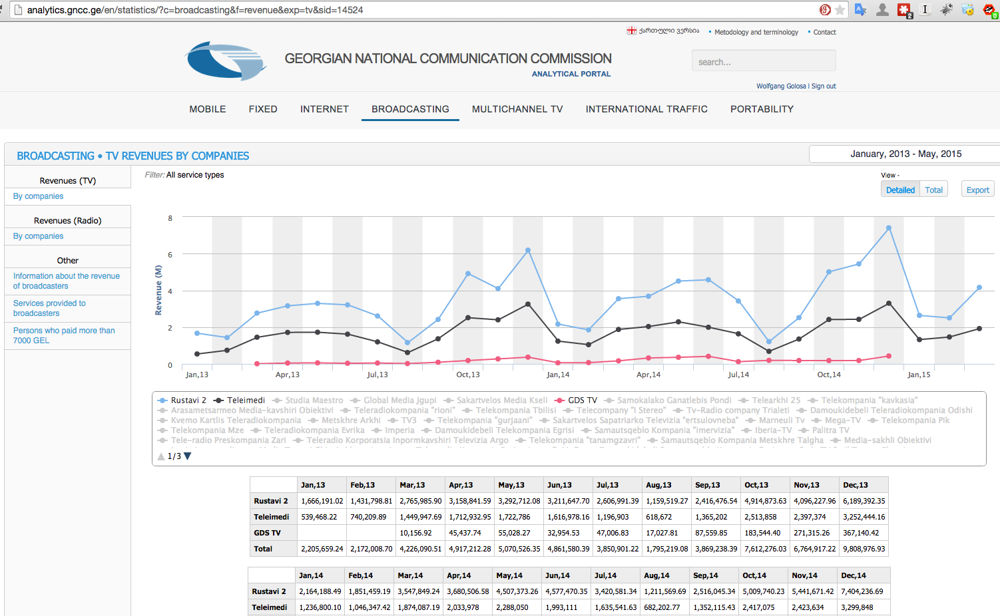 analytics.gncc.ge/en/statistics/?c=broadcasting&f=revenue&exp=tv&sid=14524
ქართული ვერსია
Metodology and terminology
Contact
GEORGIAN NATIONAL COMMUNICATION COMMISSION
ANALYTICAL PORTAL
search...
Wolfgang Golosa | Sign out
MOBILE FIXED INTERNET BROADCASTING MULTICHANNEL TV INTERNATIONAL TRAFFIC PORTABILITY
BROADCASTING • TV REVENUES BY COMPANIES
January, 2013 - May, 2015
Revenues (TV)
By companies
Revenues (Radio)
By companies
Other
Information about the revenue
of broadcasters
Services provided to
broadcasters
Persons who paid more than
7000 GEL
Filter: All service types
View -
Detailed Total Export
Revenue (M)
8
6
4
2
0
Jan,13 Apr,13 Jul,13 Oct,13 Jan,14 Apr,14 Jul,14 Oct,14 Jan,15
Rustavi 2 Teleimedi Studia Maestro Global Media Jgupi Sakartvelos Media Kseli GDS TV Samokalako Ganatlebis Pondi Telearkhi 25 Telekompania "kavkasia"
Arasametsarmeo Media-kavshiri Obiektivi Teleradiokompania "rioni" Telekompania Tbilisi Telecompany "I Stereo" Tv-Radio company Trialeti Damoukidebeli Teleradiokompania Odishi
Kvemo Kartlis Teleradiokompania Metskhre Arkhi TV3 Telekompania "gurjaani" Sakartvelos Sapatriarko Televizia "ertsulovneba" Marneuli Tv Mega-TV Telekompania Pik
Telekompania Mze Teleradiokompania Evrika Imperia Damoukidebeli Telekompania Egrisi Samautsqeblo Kompania "imervizia" Iberia-TV Palitra TV
Tele-radio Preskompania Zari Teleradio Korporatsia Inpormkavshiri Televizia Argo Telekompania "tanamgzavri" Samautsqeblo Kompania Metskhre Talgha Media-sakhli Obiektivi
1/3
Jan,13 Feb,13 Mar,13 Apr,13 May,13 Jun,13 Jul,13 Aug,13 Sep,13 Oct,13 Nov,13 Dec,13
Rustavi 2 1,666,191.02 1,431,798.81 2,765,985.90 3,158,841.59 3,292,712.08 3,211,647.70 2,606,991.39 1,159,519.27 2,416,476.54 4,914,873.63 4,096,227.96 6,189,392.35
Teleimedi 539,468.22 740,209.89 1,449,947.69 1,712,932.95 1,722,786 1,616,978.16 1,196,903 618,672 1,365,202 2,513,858 2,397,374 3,252,444.16
GDS TV 10,156.92 45,437.74 55,028.27 32,954.53 47,006.83 17,027.81 87,559.85 183,544.40 271,315.26 367,140.42
Total 2,205,659.24 2,172,008.70 4,226,090.51 4,917,212.28 5,070,526.35 4,861,580.39 3,850,901.22 1,795,219.08 3,869,238.39 7,612,276.03 6,764,917.22 9,808,976.93
Jan,14 Feb,14 Mar,14 Apr,14 May,14 Jun,14 Jul,14 Aug,14 Sep,14 Oct,14 Nov,14 Dec,14
Rustavi 2 2,164,188.49 1,851,459.19 3,547,849.24 3,680,506.58 4,507,373.26 4,577,470.35 3,420,581.34 1,211,569.69 2,516,045.34 5,009,740.23 5,441,671.42 7,404,236.69
Teleimedi 1,236,800.10 1,046,347.42 1,874,087.19 2,033,978 2,288,050 1,993,111 1,635,541.63 682,202.77 1,352,115.43 2,417,075 2,423,634 3,299,848